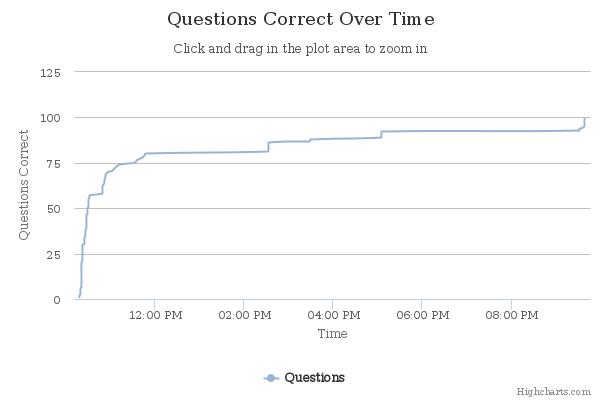 Questions Correct Over Time
Click and drag in the plot area to zoom in
Questions Correct
125
100
75
50
25
0
12:00 PM 02:00 PM 04:00 PM 06:00 PM 08:00 PM
Time
Questions
Highcharts.com